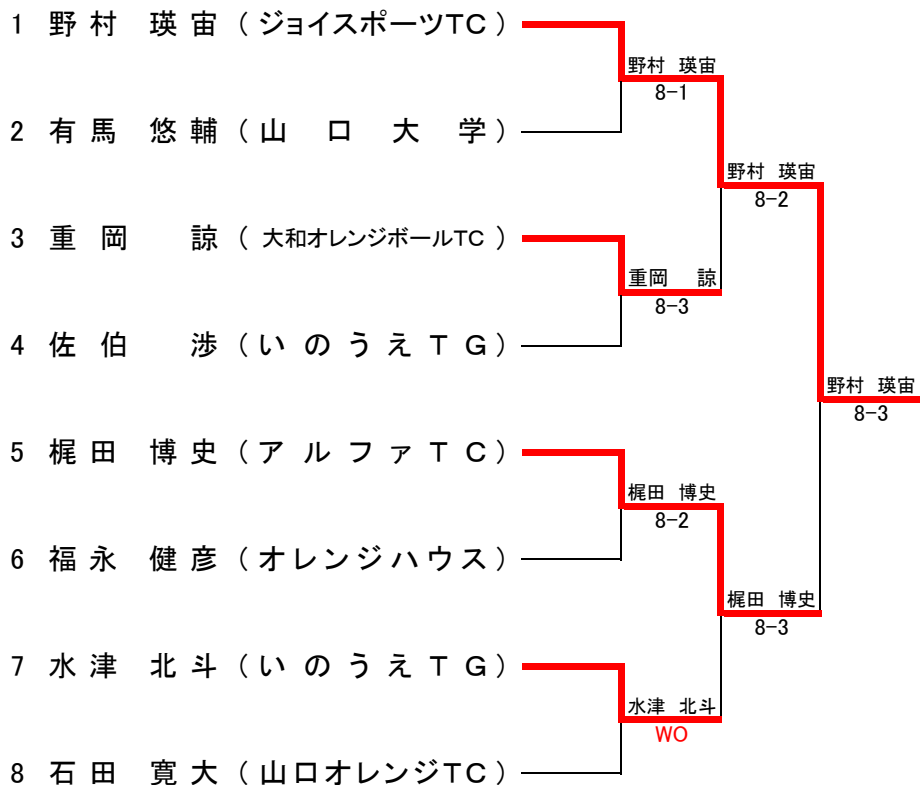 1 野村 瑛宙 (ジョイスポーツTC)
野村 瑛宙
8-1
2 有馬 悠輔 (山口大学)
野村 瑛宙
8-2
3 重岡 諒 (大和オレンジボールTC)
重岡 諒
8-3
4 佐伯 渉 (いのうえTG)
野村 瑛宙
8-3
5 梶田 博史 (アルファTC)
梶田 博史
8-2
6 福永 健彦 (オレンジハウス)
梶田 博史
8-3
7 水津 北斗 (いのうえTG)
水津 北斗
WO
8 石田 寛大 (山口オレンジTC)